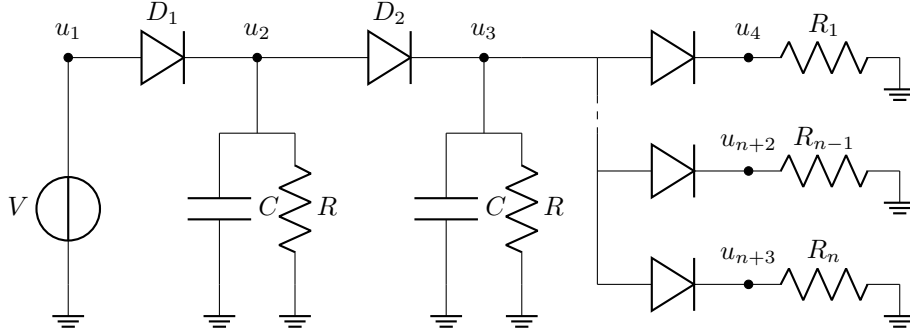 D₁ D₂ R₁
u₁ u₂ u₃ u₄
uₙ₊₂ Rₙ₋₁
V C R C R
uₙ₊₃ Rₙ